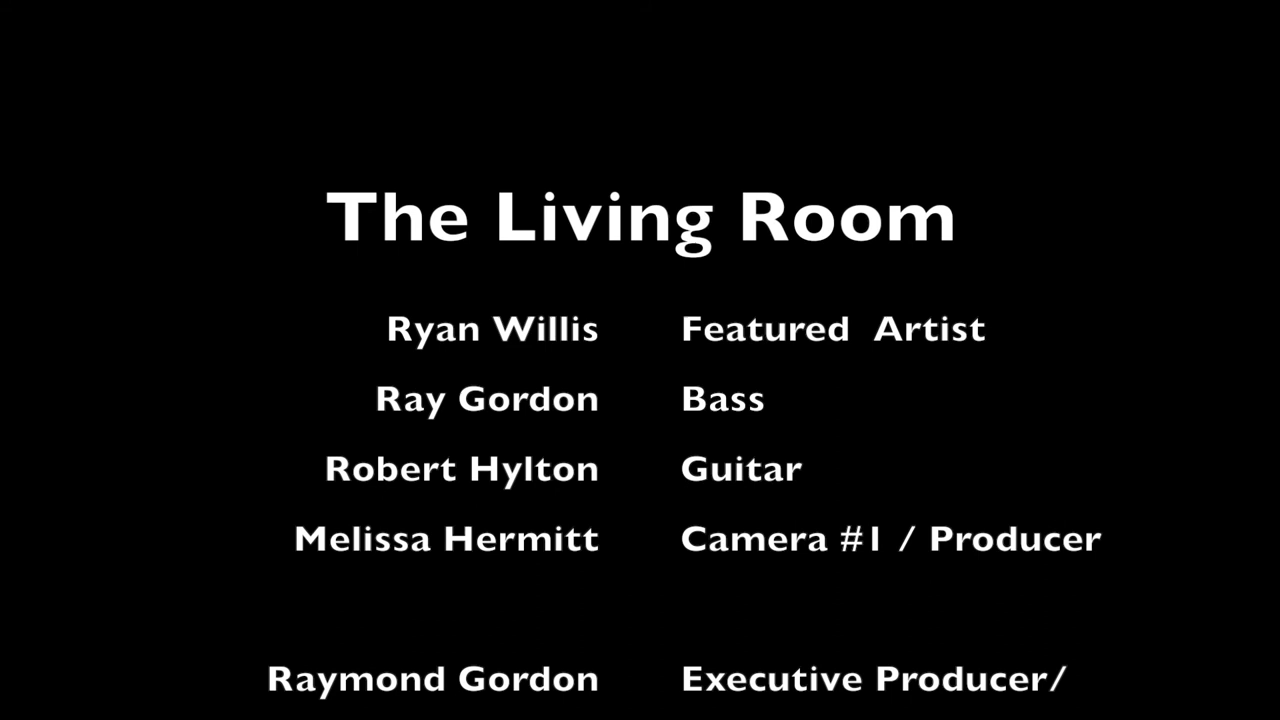 The Living Room
Ryan Willis Featured Artist
Ray Gordon Bass
Robert Hylton Guitar
Melissa Hermitt Camera #1 / Producer
Raymond Gordon Executive Producer/